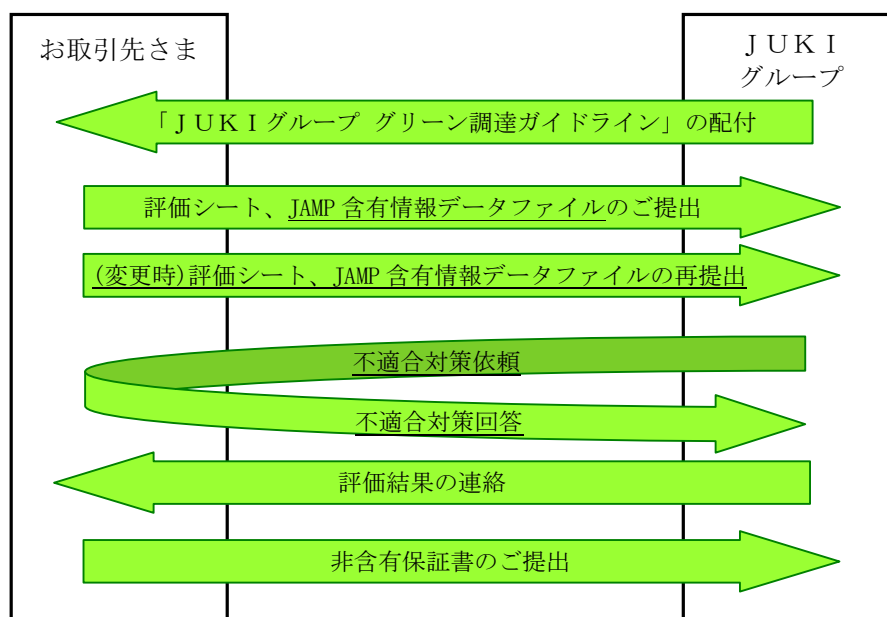 お取引先さま
ＪＵＫＩ
グループ
「ＪＵＫＩグループ グリーン調達ガイドライン」の配付
評価シート、JAMP 含有情報データファイルのご提出
(変更時)評価シート、JAMP 含有情報データファイルの再提出
不適合対策依頼
不適合対策回答
評価結果の連絡
非含有保証書のご提出